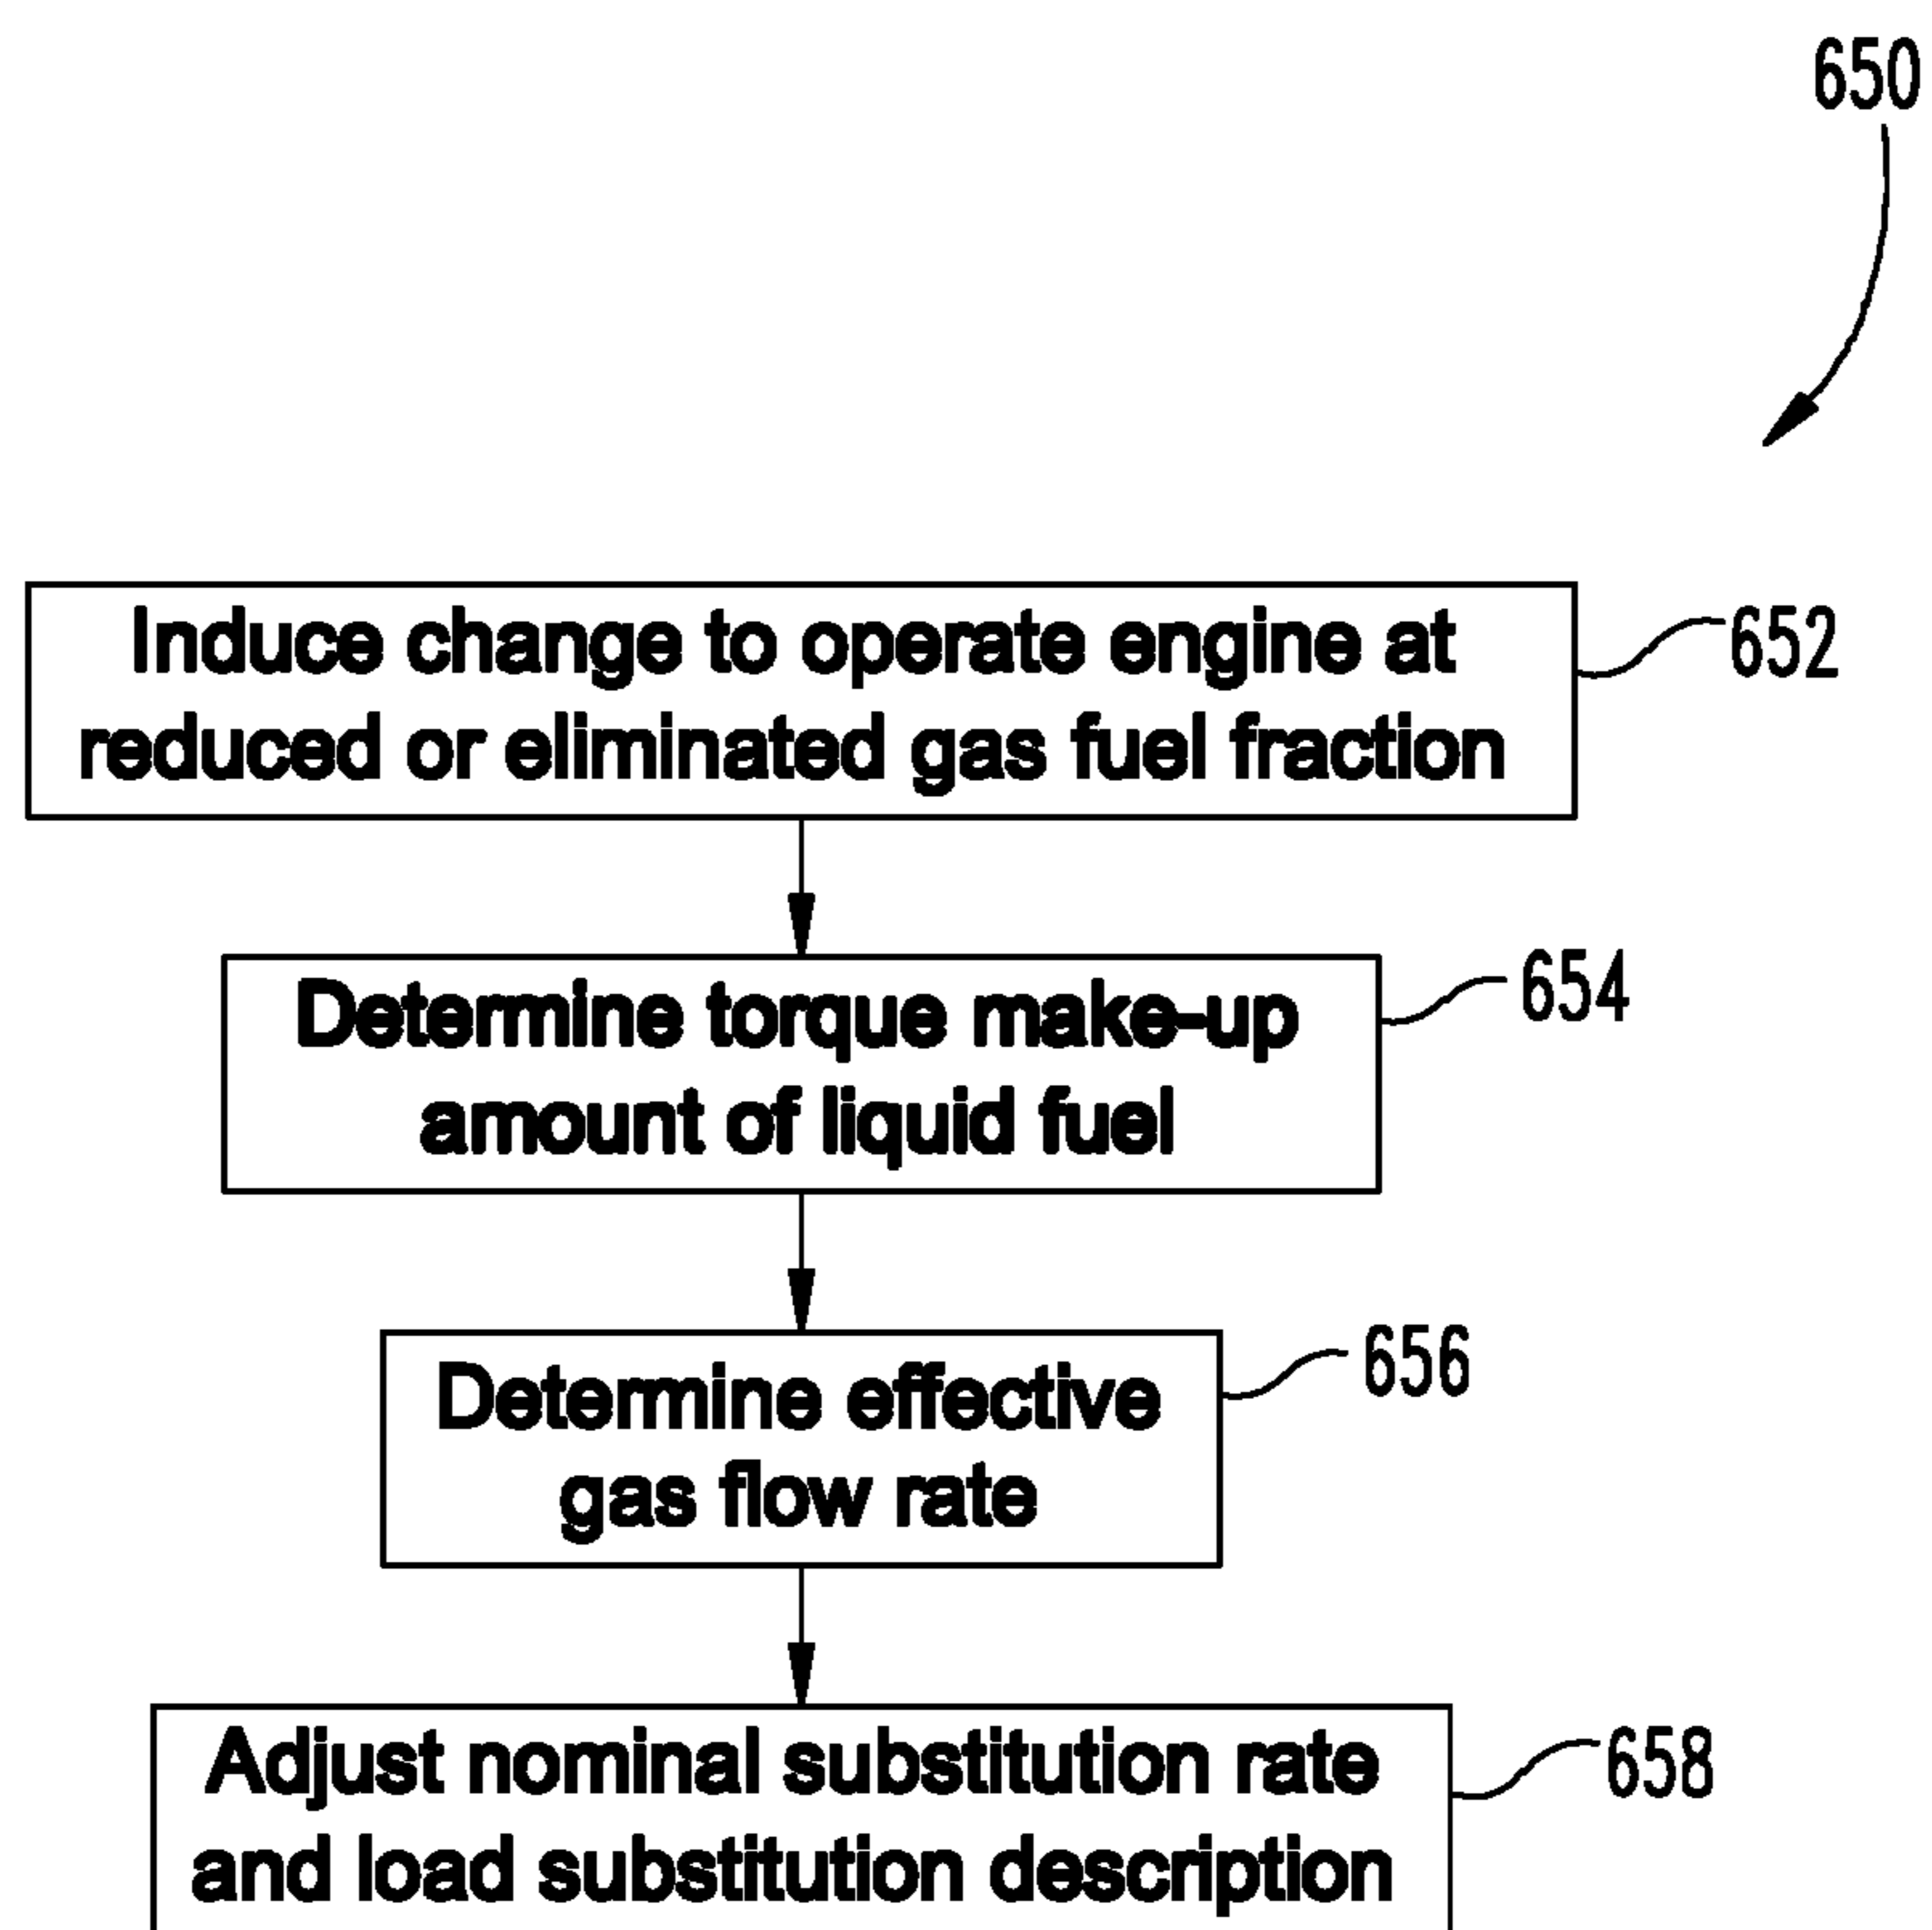 650
Induce change to operate engine at
reduced or eliminated gas fuel fraction
652
Determine torque make-up
amount of liquid fuel
654
Determine effective
gas flow rate
656
Adjust nominal substitution rate
and load substitution description
658